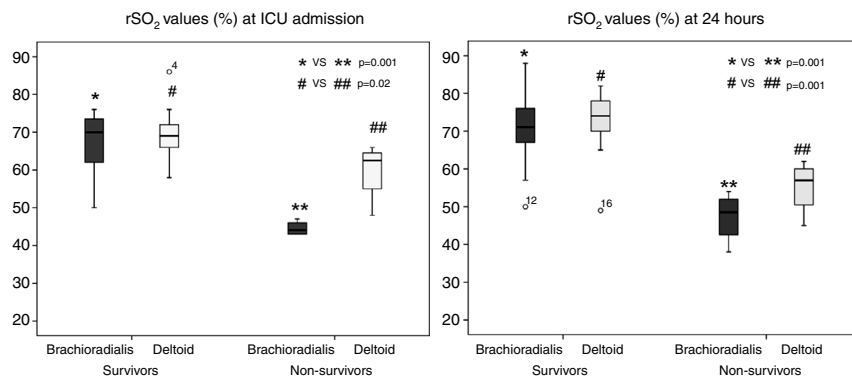 rSO₂ values (%) at ICU admission
90
80
70
60
50
40
30
20
* VS ** p=0.001
# VS ## p=0.02
*
4
#
**
##
Brachioradialis Deltoid Brachioradialis Deltoid
Survivors Non-survivors
rSO₂ values (%) at 24 hours
90
80
70
60
50
40
30
20
* VS ** p=0.001
# VS ## p=0.001
*
#
12
16
**
##
Brachioradialis Deltoid Brachioradialis Deltoid
Survivors Non-survivors